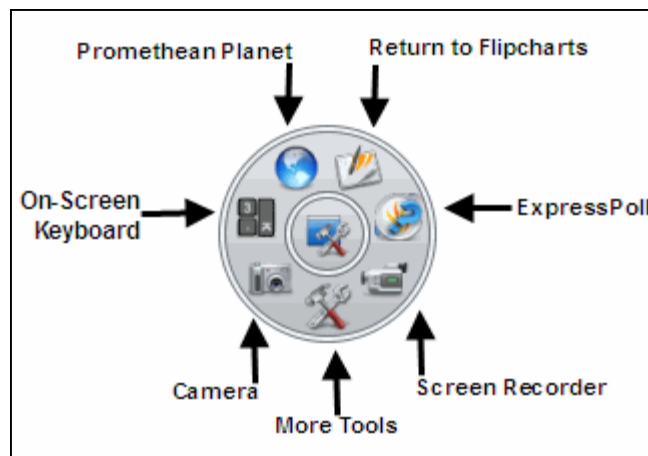 Promethean Planet
Return to Flipcharts
On-Screen
Keyboard
ExpressPoll
Camera
Screen Recorder
More Tools